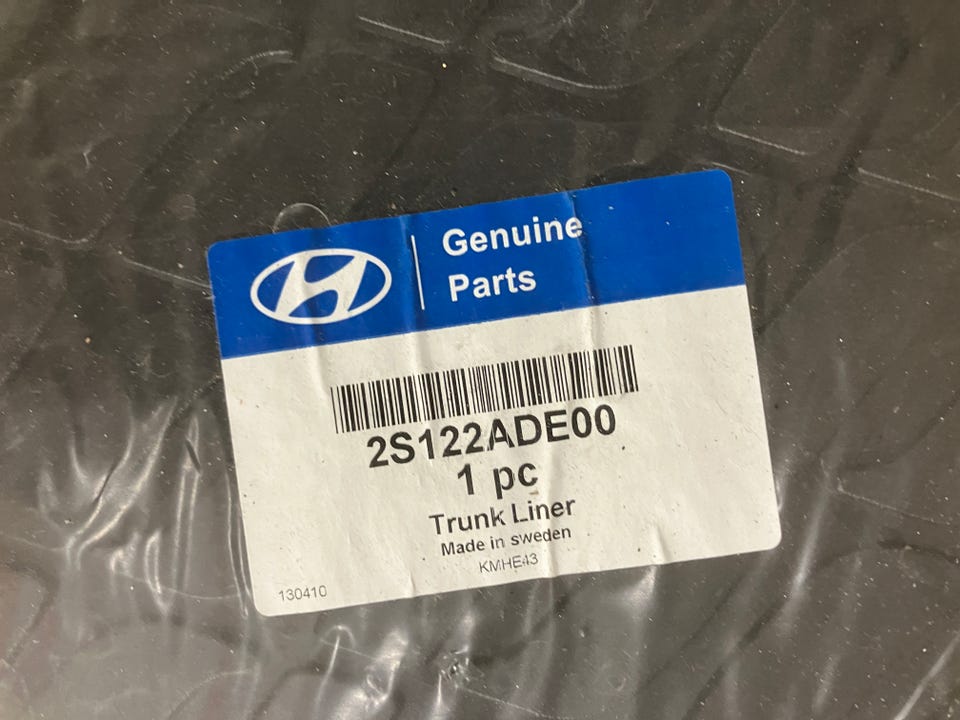 Genuine
Parts
2S122ADE00
1 pc
Trunk Liner
Made in sweden
KMHE43
130410